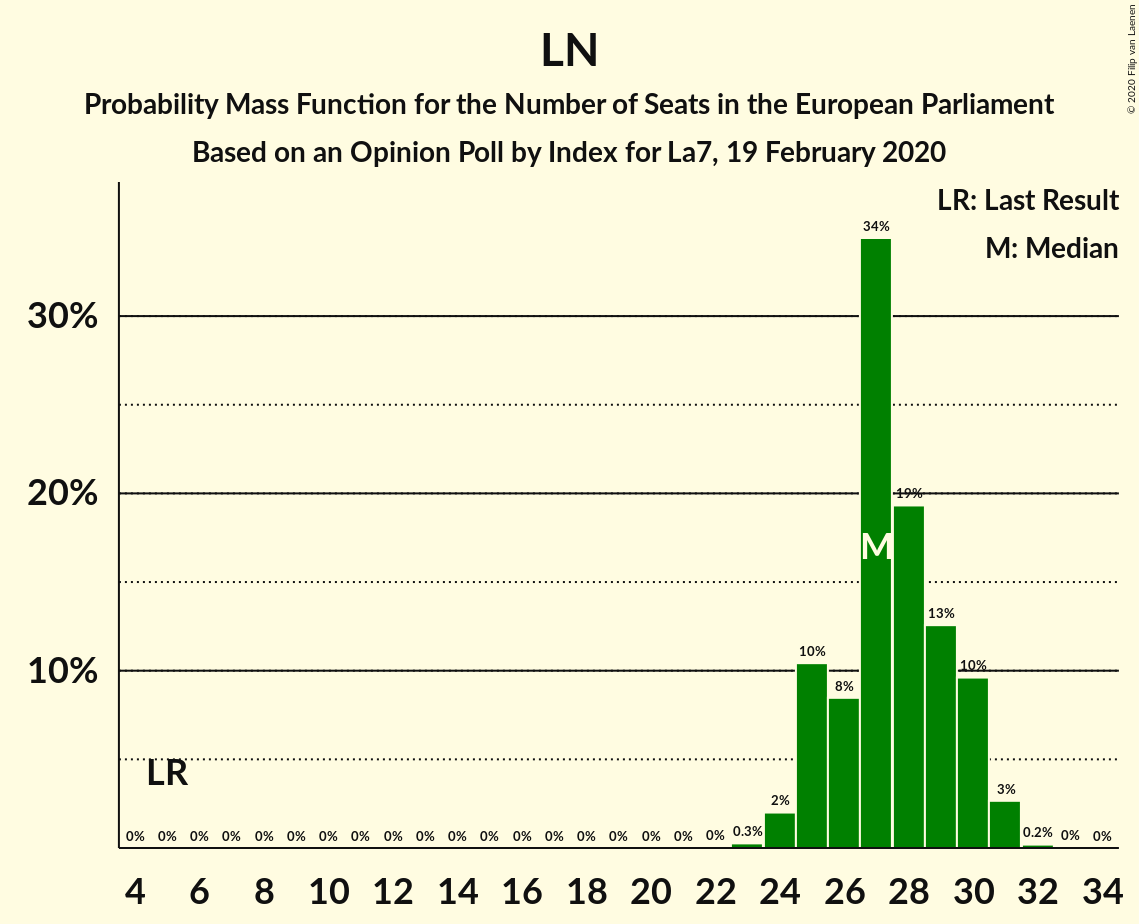 LN
Probability Mass Function for the Number of Seats in the European Parliament
Based on an Opinion Poll by Index for La7, 19 February 2020
© 2020 Filip van Laenen
LR: Last Result
M: Median
34%
30%
20%
19%
M
13%
10%
10%
10%
8%
LR
3%
2%
0% 0% 0% 0% 0% 0% 0% 0% 0% 0% 0% 0% 0% 0% 0% 0% 0% 0% 0% 0.3% 0.2% 0% 0%
4 6 8 10 12 14 16 18 20 22 24 26 28 30 32 34